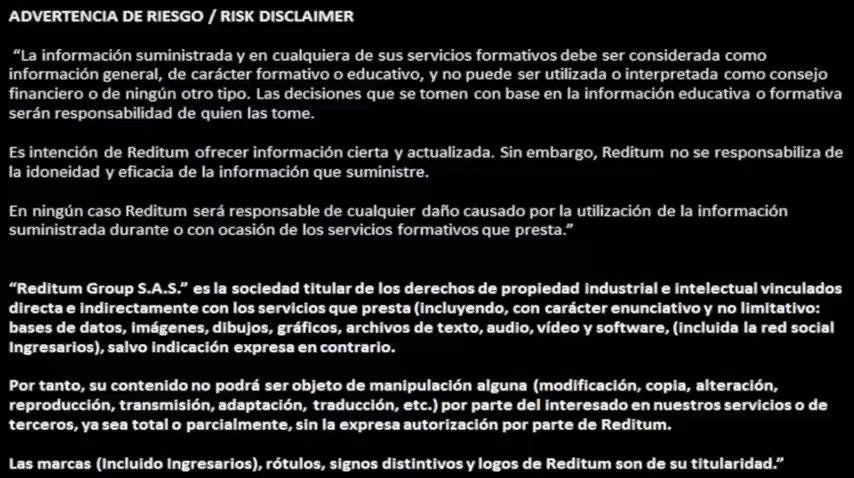 ADVERTENCIA DE RIESGO / RISK DISCLAIMER
“La información suministrada y en cualquiera de sus servicios formativos debe ser considerada como
información general, de carácter formativo o educativo, y no puede ser utilizada o interpretada como consejo
financiero o de ningún otro tipo. Las decisiones que se tomen con base en la información educativa o formativa
serán responsabilidad de quien las tome.
Es intención de Reditum ofrecer información cierta y actualizada. Sin embargo, Reditum no se responsabiliza de
la idoneidad y eficacia de la información que suministre.
En ningún caso Reditum será responsable de cualquier daño causado por la utilización de la información
suministrada durante o con ocasión de los servicios formativos que presta.”
“Reditum Group S.A.S.” es la sociedad titular de los derechos de propiedad industrial e intelectual vinculados
directa e indirectamente con los servicios que presta (incluyendo, con carácter enunciativo y no limitativo:
bases de datos, imágenes, dibujos, gráficos, archivos de texto, audio, vídeo y software, (incluida la red social
Ingresarios), salvo indicación expresa en contrario.
Por tanto, su contenido no podrá ser objeto de manipulación alguna (modificación, copia, alteración,
reproducción, transmisión, adaptación, traducción, etc.) por parte del interesado en nuestros servicios o de
terceros, ya sea total o parcialmente, sin la expresa autorización por parte de Reditum.
Las marcas (Incluido Ingresarios), rótulos, signos distintivos y logos de Reditum son de su titularidad.”